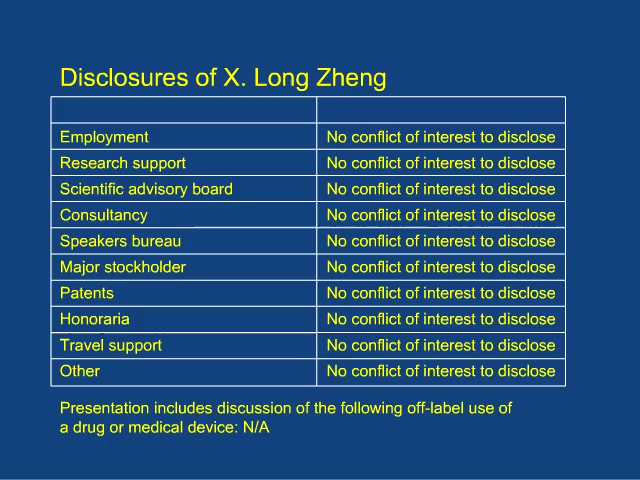 Disclosures of X. Long Zheng
Employment No conflict of interest to disclose
Research support No conflict of interest to disclose
Scientific advisory board No conflict of interest to disclose
Consultancy No conflict of interest to disclose
Speakers bureau No conflict of interest to disclose
Major stockholder No conflict of interest to disclose
Patents No conflict of interest to disclose
Honoraria No conflict of interest to disclose
Travel support No conflict of interest to disclose
Other No conflict of interest to disclose
Presentation includes discussion of the following off-label use of
a drug or medical device: N/A